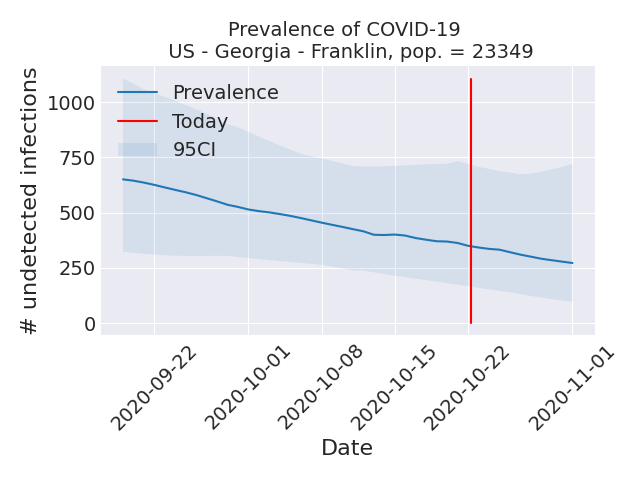 Prevalence of COVID-19
US - Georgia - Franklin, pop. = 23349
# undetected infections
1000
750
500
250
0
Prevalence
Today
95CI
2020-09-22
2020-10-01
2020-10-08
2020-10-15
2020-10-22
2020-11-01
Date